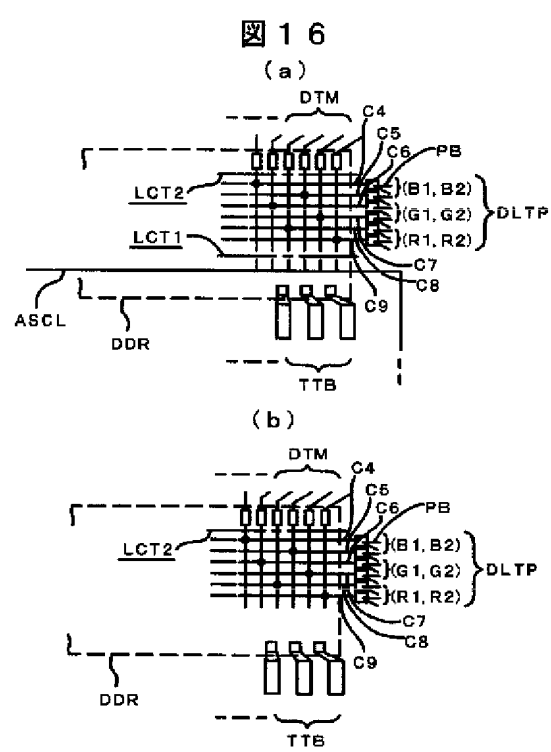 図16
(a)
DTM
C4
C5
C6
PB
LCT2
(B1, B2)
(G1, G2)
DLTP
(R1, R2)
LCT1
C7
C8
C9
ASCL
DDR
TTB
(b)
DTM
C4
C5
C6
PB
LCT2
(B1, B2)
(G1, G2)
DLTP
(R1, R2)
C7
C8
C9
DDR
TTB